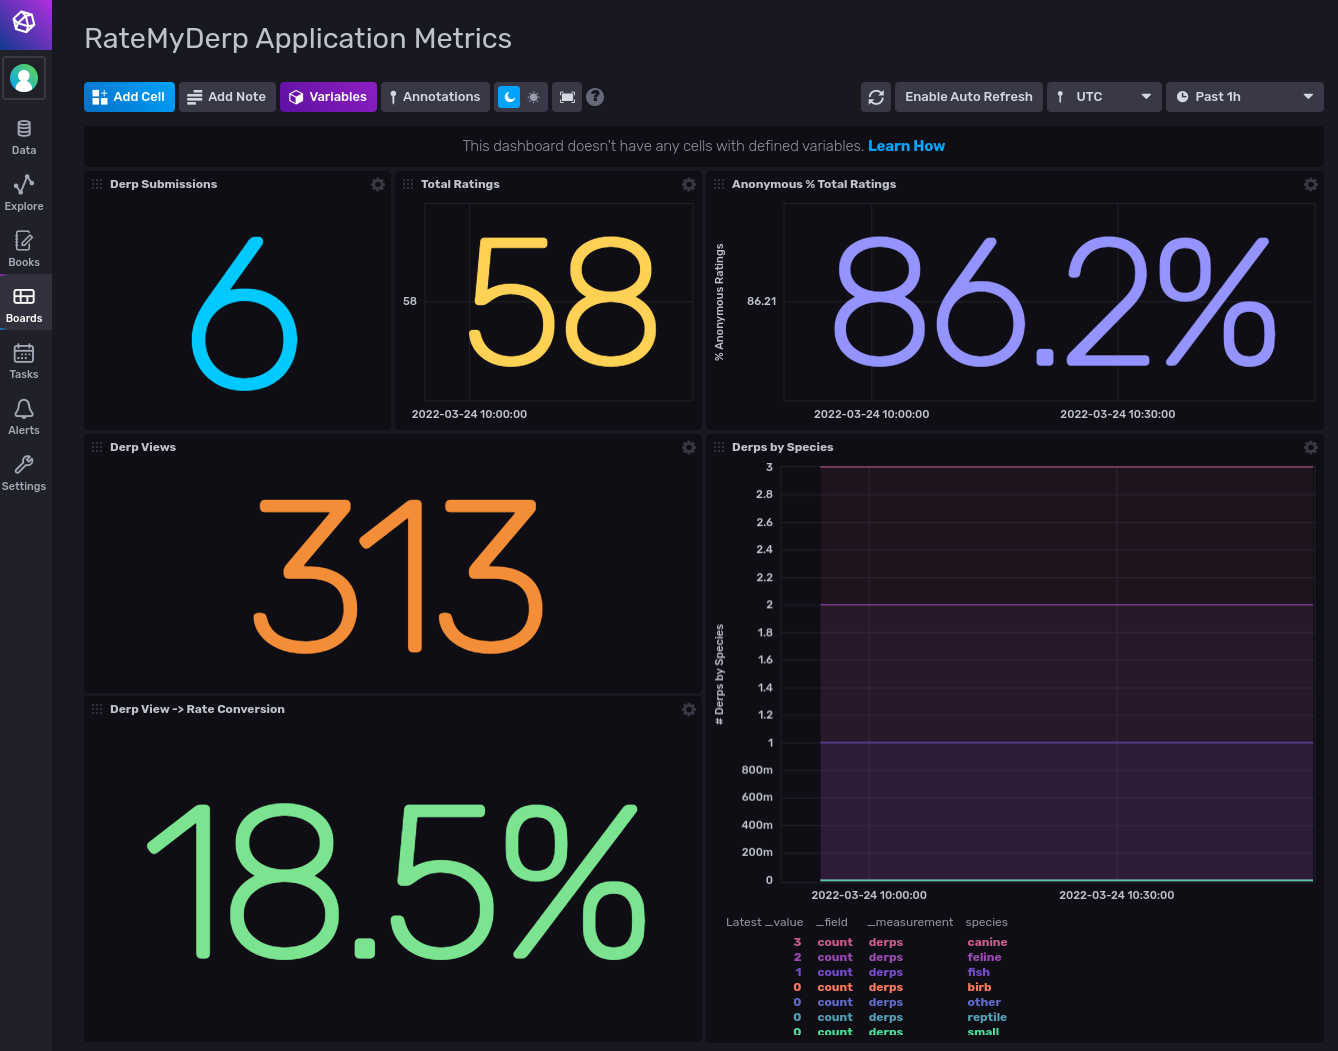 RateMyDerp Application Metrics
Add Cell
Add Note
Variables
Annotations
?
Enable Auto Refresh
UTC
Past 1h
Data
Explore
Books
Boards
Tasks
Alerts
Settings
This dashboard doesn't have any cells with defined variables. Learn How
Derp Submissions
6
Total Ratings
58
58
2022-03-24 10:00:00
Anonymous % Total Ratings
% Anonymous Ratings
86.21
86.2%
2022-03-24 10:00:00 2022-03-24 10:30:00
Derp Views
313
Derp View -> Rate Conversion
18.5%
Derps by Species
# Derps by Species
3
2.8
2.6
2.4
2.2
2
1.8
1.6
1.4
1.2
1
800m
600m
400m
200m
0
2022-03-24 10:00:00 2022-03-24 10:30:00
Latest _value _field _measurement species
3 count derps canine
2 count derps feline
1 count derps fish
0 count derps birb
0 count derps other
0 count derps reptile
0 count derps small